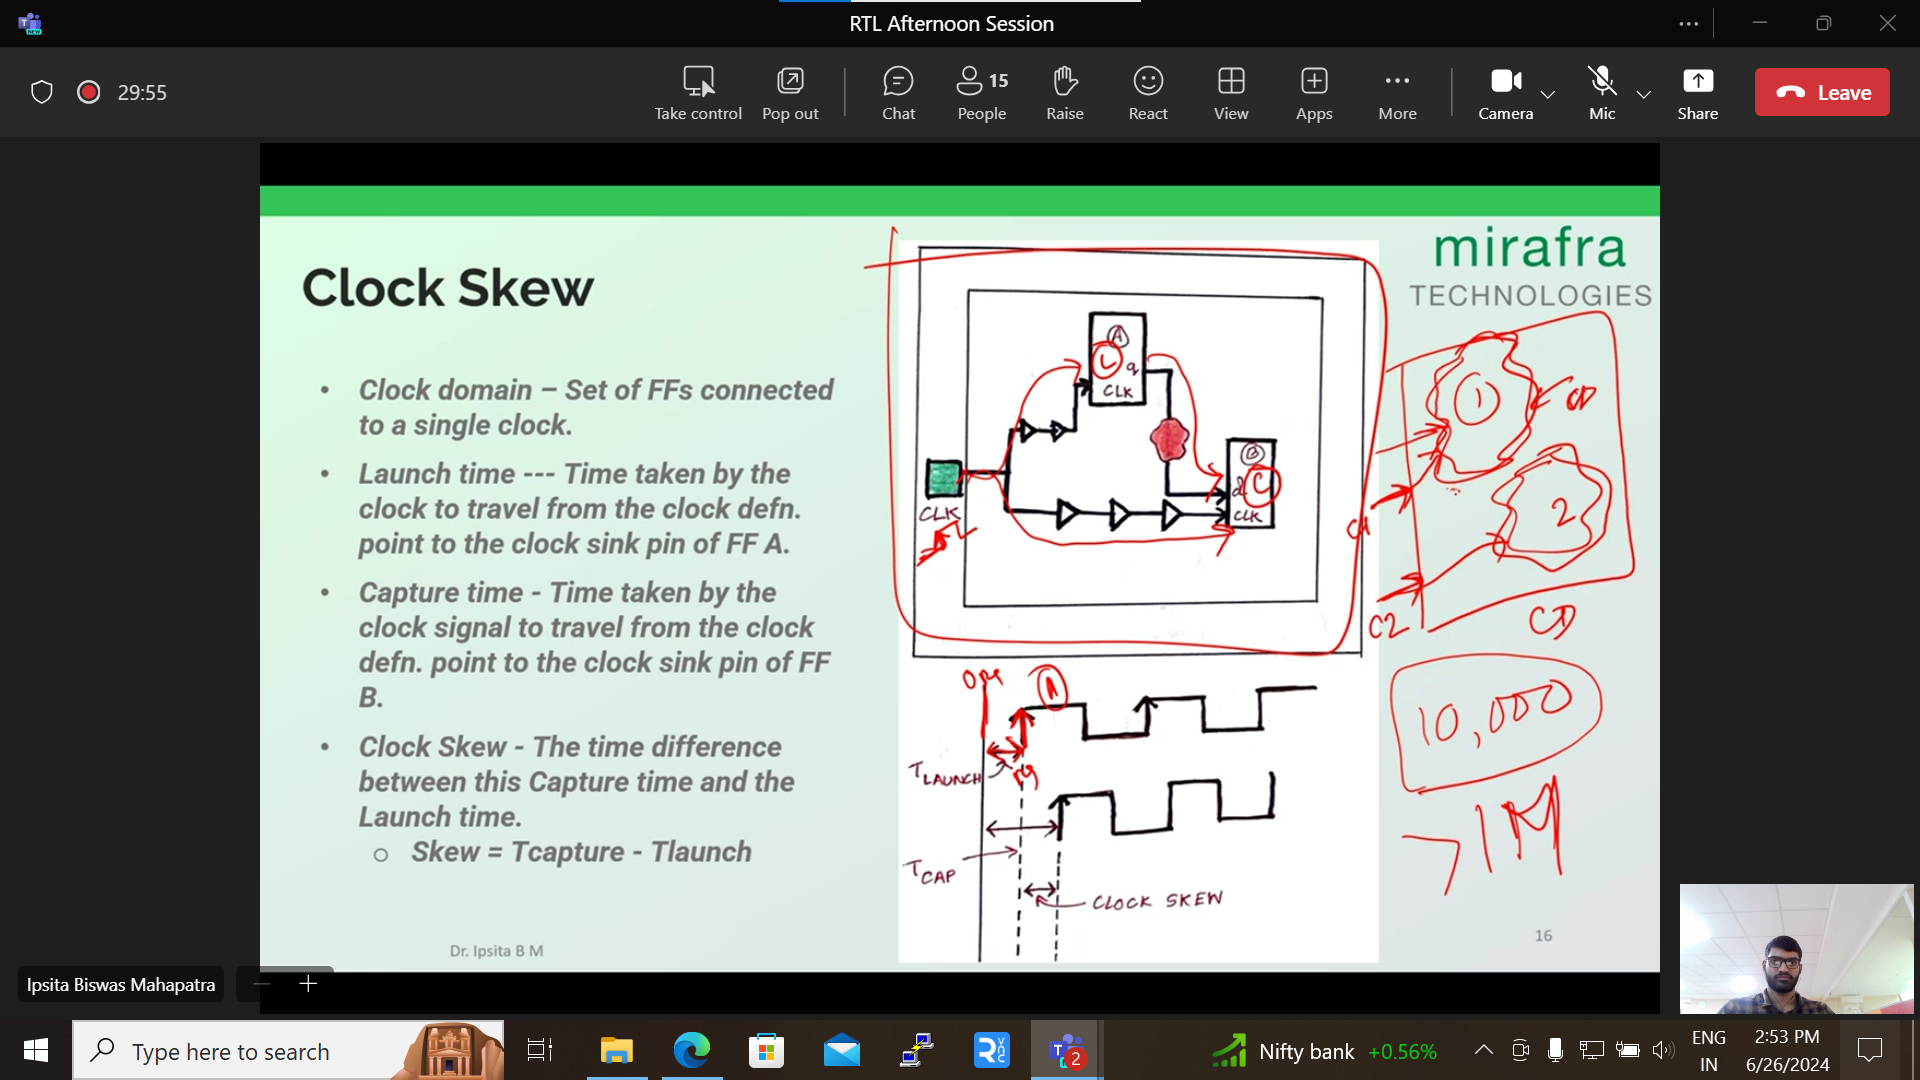 RTL Afternoon Session
29:55
Take control
Pop out
Chat
15
People
Raise
React
View
Apps
More
Camera
Mic
Share
Leave
mirafra
TECHNOLOGIES
Clock Skew
• Clock domain – Set of FFs connected
to a single clock.
• Launch time --- Time taken by the
clock to travel from the clock defn.
point to the clock sink pin of FF A.
• Capture time - Time taken by the
clock signal to travel from the clock
defn. point to the clock sink pin of FF
B.
• Clock Skew - The time difference
between this Capture time and the
Launch time.
o Skew = Tcapture - Tlaunch
A
L
q
CLK
B
d
C
CLK
CLK
1
CD
2
C1
C2
CD
A
TLAUNCH
TCAP
CLOCK SKEW
10,000
>1M
Dr. Ipsita B M
16
Ipsita Biswas Mahapatra
Type here to search
2
Nifty bank +0.56%
ENG
IN
2:53 PM
6/26/2024